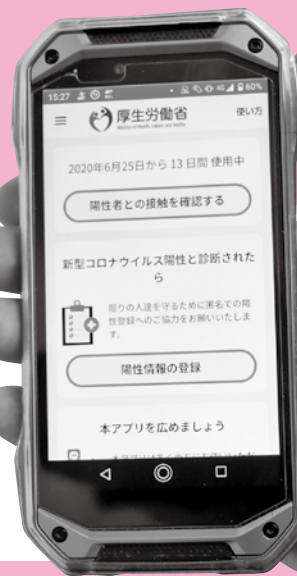 15:27 4G 60%
厚生労働省 使い方
Ministry of Health, Labour and Welfare
2020年6月25日から 13 日間 使用中
陽性者との接触を確認する
新型コロナウイルス陽性と診断された
ら
周りの人達を守るために匿名での陽
性登録へのご協力をお願いいたしま
す。
陽性情報の登録
本アプリを広めましょう